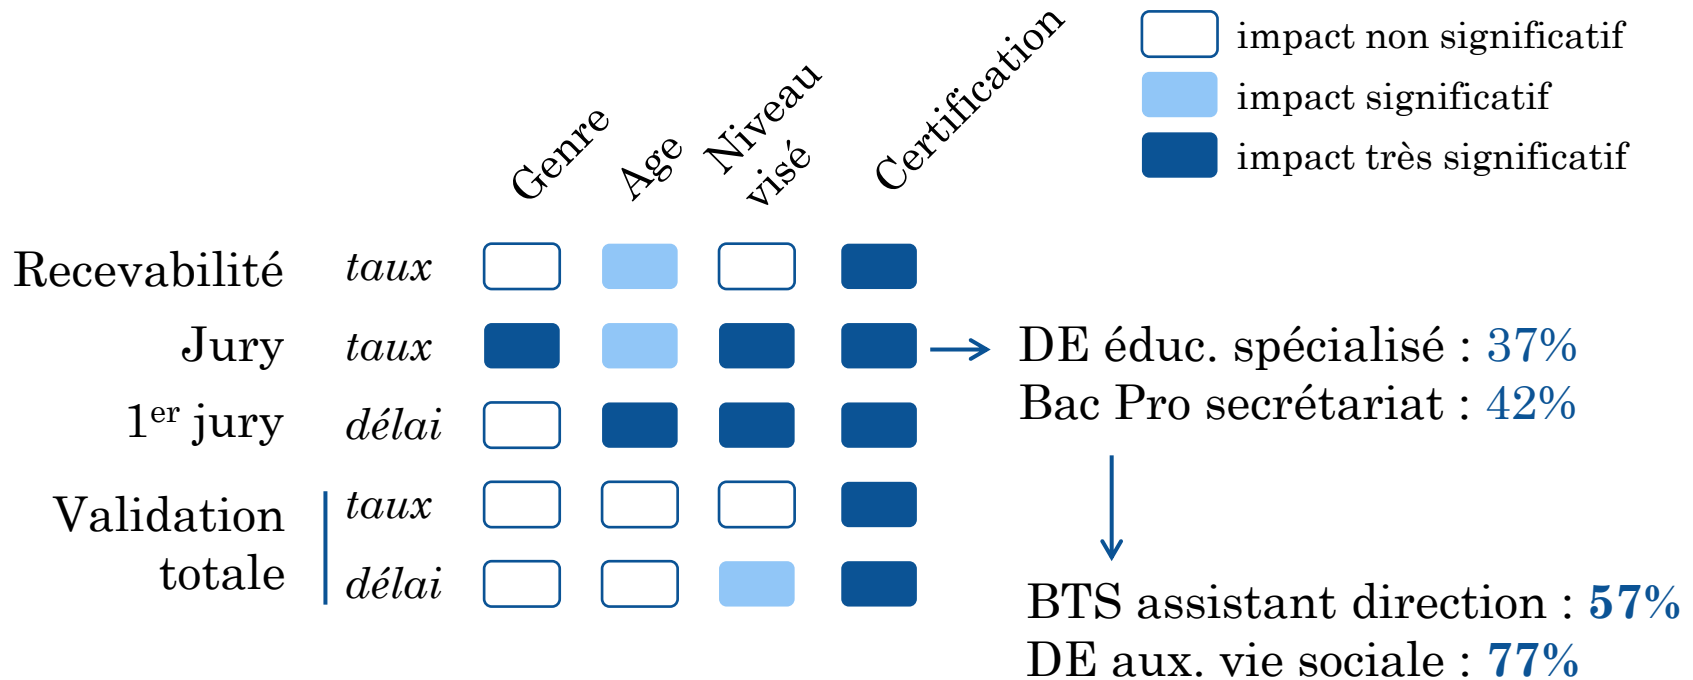 impact non significatif
impact significatif
impact très significatif
Genre
Age
Niveau
visé
Certification
Recevabilité taux
Jury taux
1er jury délai
Validation
totale
taux
délai
DE éduc. spécialisé : 37%
Bac Pro secrétariat : 42%
BTS assistant direction : 57%
DE aux. vie sociale : 77%